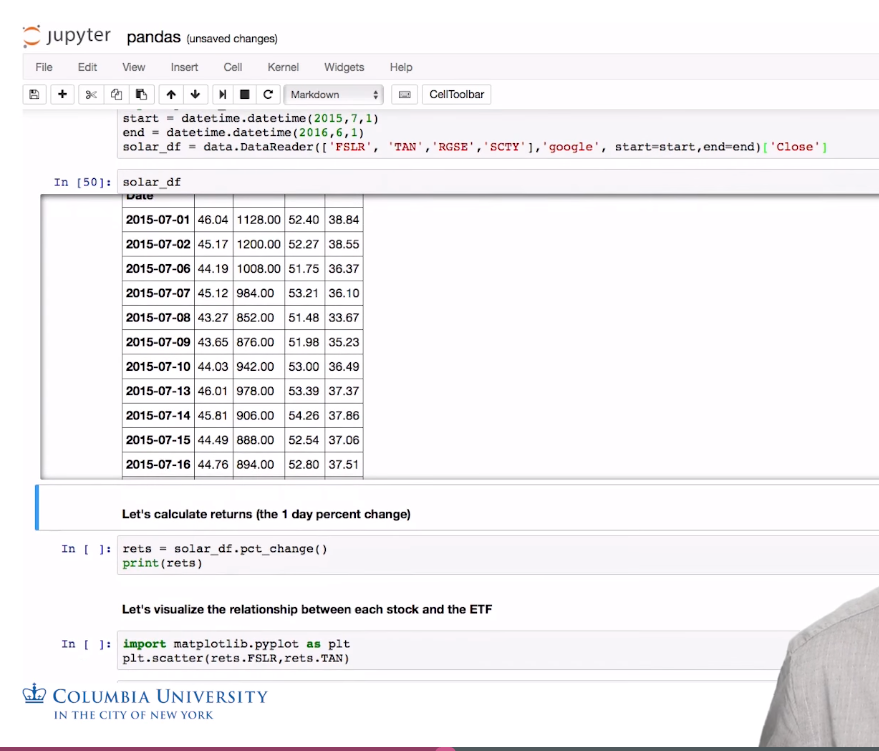 jupyter pandas (unsaved changes)
File Edit View Insert Cell Kernel Widgets Help
Markdown CellToolbar
start = datetime.datetime(2015,7,1)
end = datetime.datetime(2016,6,1)
solar_df = data.DataReader(['FSLR', 'TAN','RGSE','SCTY'],'google', start=start,end=end)['Close']
In [50]: solar_df
Date
2015-07-01 46.04 1128.00 52.40 38.84
2015-07-02 45.17 1200.00 52.27 38.55
2015-07-06 44.19 1008.00 51.75 36.37
2015-07-07 45.12 984.00 53.21 36.10
2015-07-08 43.27 852.00 51.48 33.67
2015-07-09 43.65 876.00 51.98 35.23
2015-07-10 44.03 942.00 53.00 36.49
2015-07-13 46.01 978.00 53.39 37.37
2015-07-14 45.81 906.00 54.26 37.86
2015-07-15 44.49 888.00 52.54 37.06
2015-07-16 44.76 894.00 52.80 37.51
Let's calculate returns (the 1 day percent change)
In [ ]: rets = solar_df.pct_change()
print(rets)
Let's visualize the relationship between each stock and the ETF
In [ ]: import matplotlib.pyplot as plt
plt.scatter(rets.FSLR,rets.TAN)
COLUMBIA UNIVERSITY
IN THE CITY OF NEW YORK